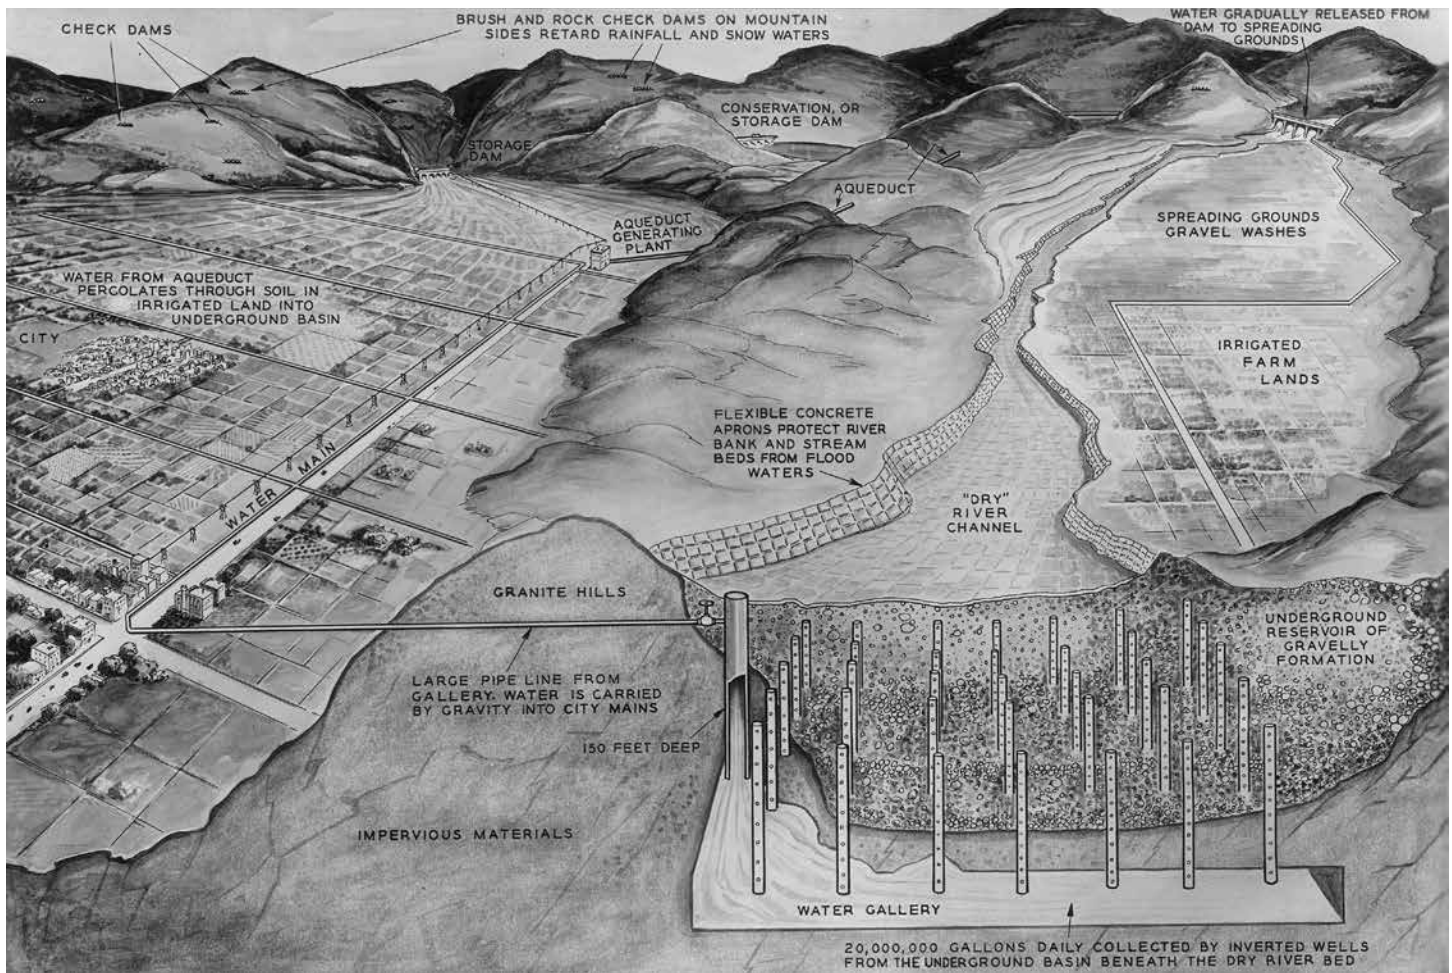 CHECK DAMS
BRUSH AND ROCK CHECK DAMS ON MOUNTAIN
SIDES RETARD RAINFALL AND SNOW WATERS
WATER GRADUALLY RELEASED FROM
DAM TO SPREADING
GROUNDS
CONSERVATION, OR
STORAGE DAM
STORAGE
DAM
AQUEDUCT
AQUEDUCT
GENERATING
PLANT
SPREADING GROUNDS
GRAVEL WASHES
WATER FROM AQUEDUCT
PERCOLATES THROUGH SOIL IN
IRRIGATED LAND INTO
UNDERGROUND BASIN
CITY
IRRIGATED
FARM
LANDS
FLEXIBLE CONCRETE
APRONS PROTECT RIVER
BANK AND STREAM
BEDS FROM FLOOD
WATERS
WATER MAIN
"DRY"
RIVER
CHANNEL
GRANITE HILLS
UNDERGROUND
RESERVOIR OF
GRAVELLY
FORMATION
LARGE PIPE LINE FROM
GALLERY. WATER IS CARRIED
BY GRAVITY INTO CITY MAINS
150 FEET DEEP
IMPERVIOUS MATERIALS
WATER GALLERY
20,000,000 GALLONS DAILY COLLECTED BY INVERTED WELLS
FROM THE UNDERGROUND BASIN BENEATH THE DRY RIVER BED